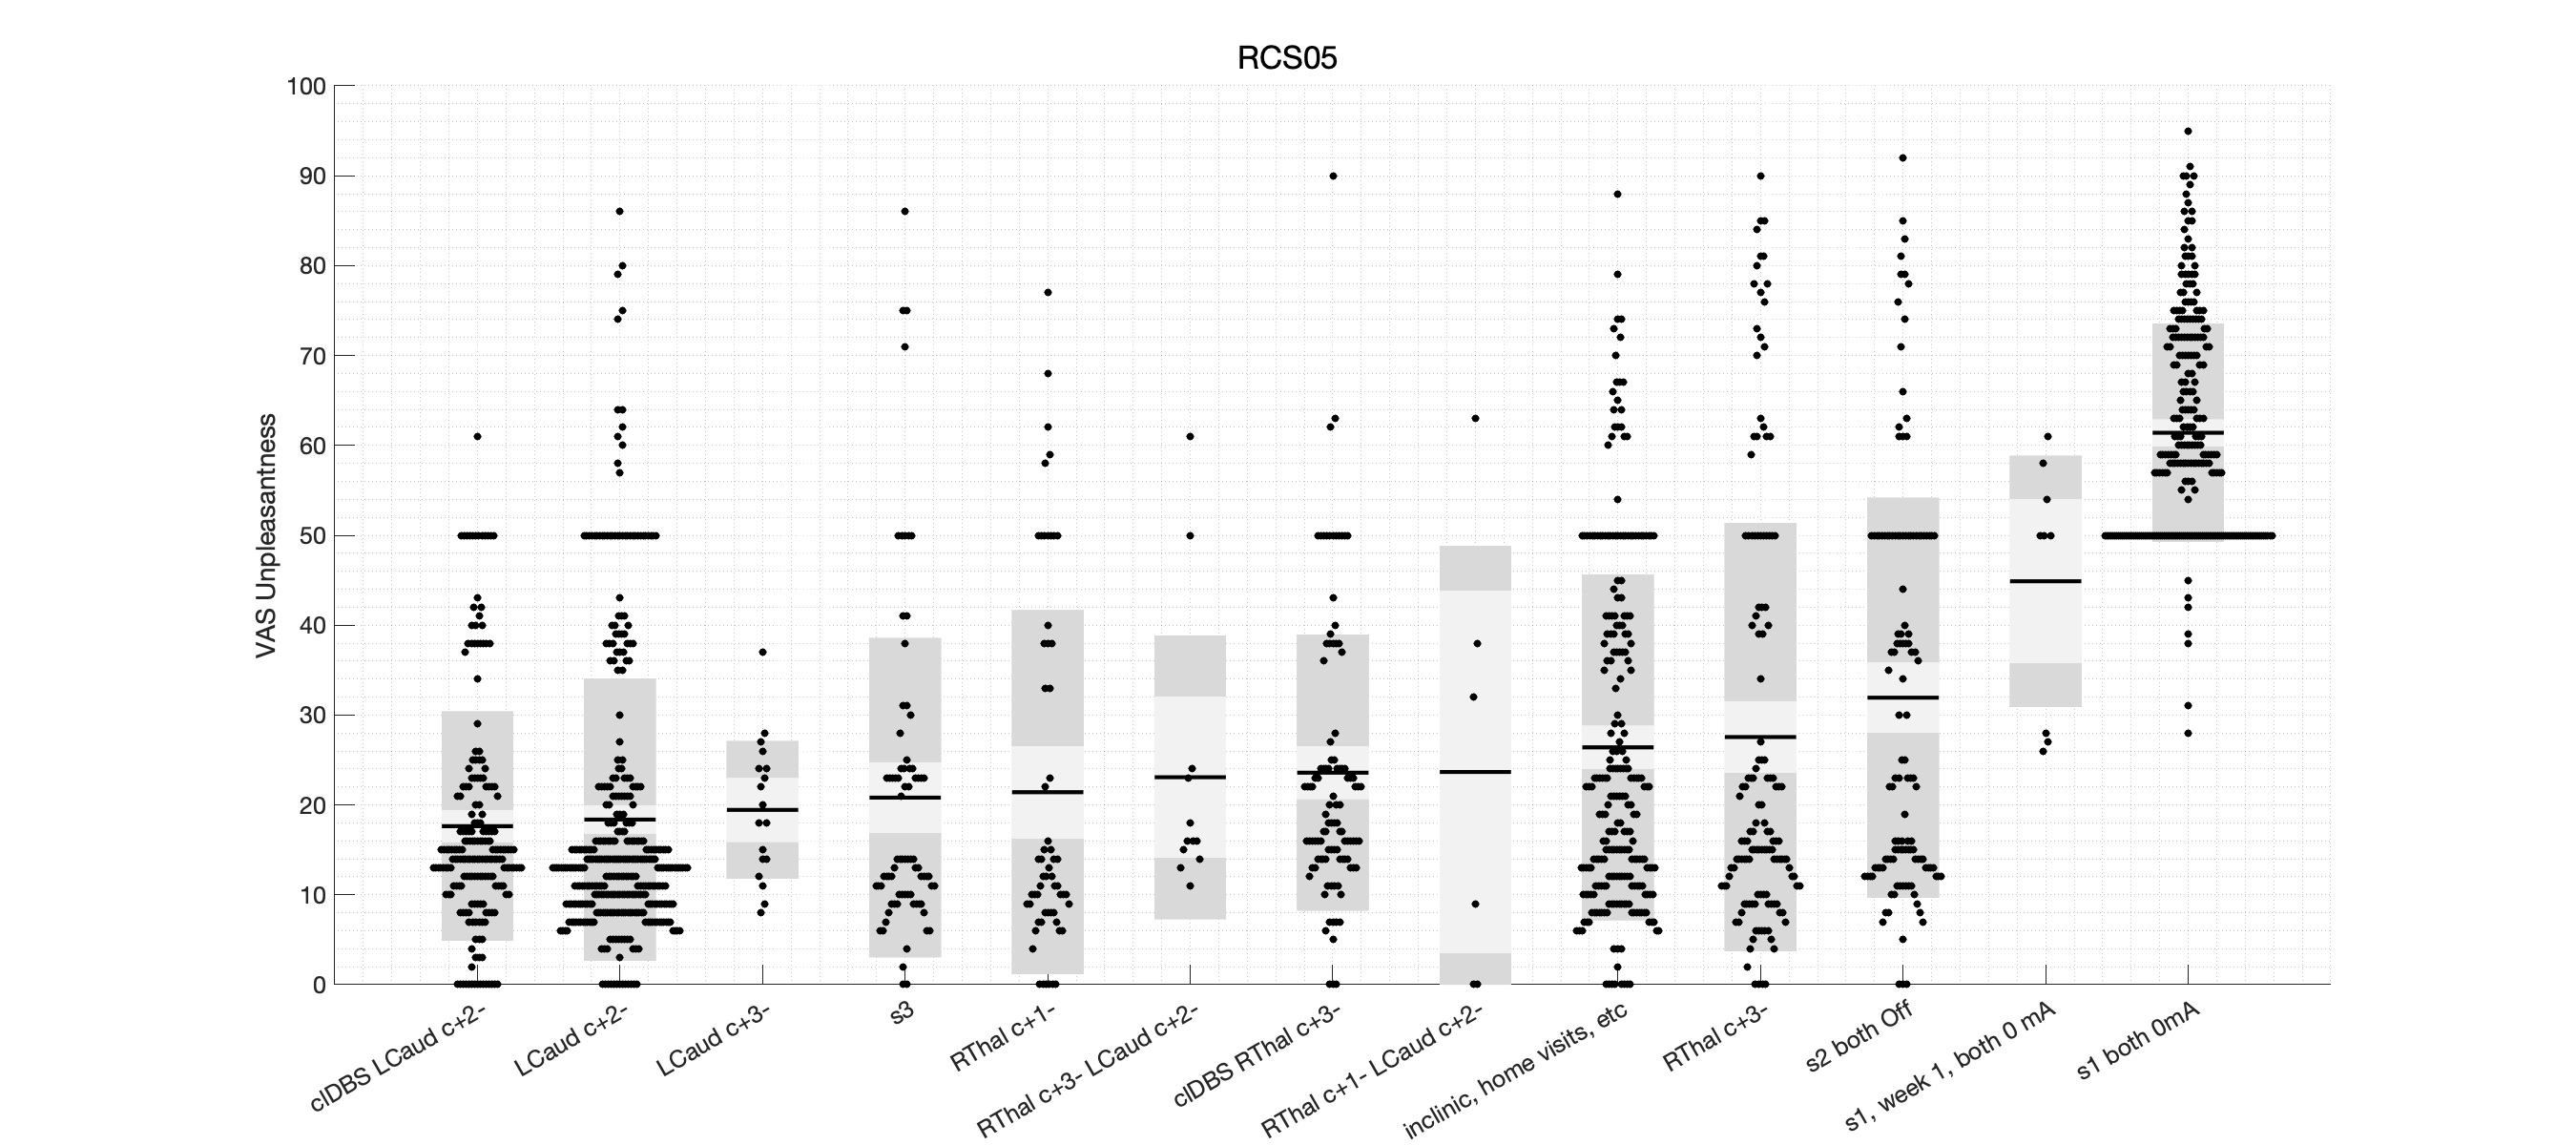 RCS05
VAS Unpleasantness
100
90
80
70
60
50
40
30
20
10
0
clDBS LCaud c+2-
LCaud c+2-
LCaud c+3-
s3
RThal c+1-
RThal c+3- LCaud c+2-
clDBS RThal c+3-
RThal c+1- LCaud c+2-
inclinic, home visits, etc
RThal c+3-
s2 both Off
s1, week 1, both 0 mA
s1 both 0mA